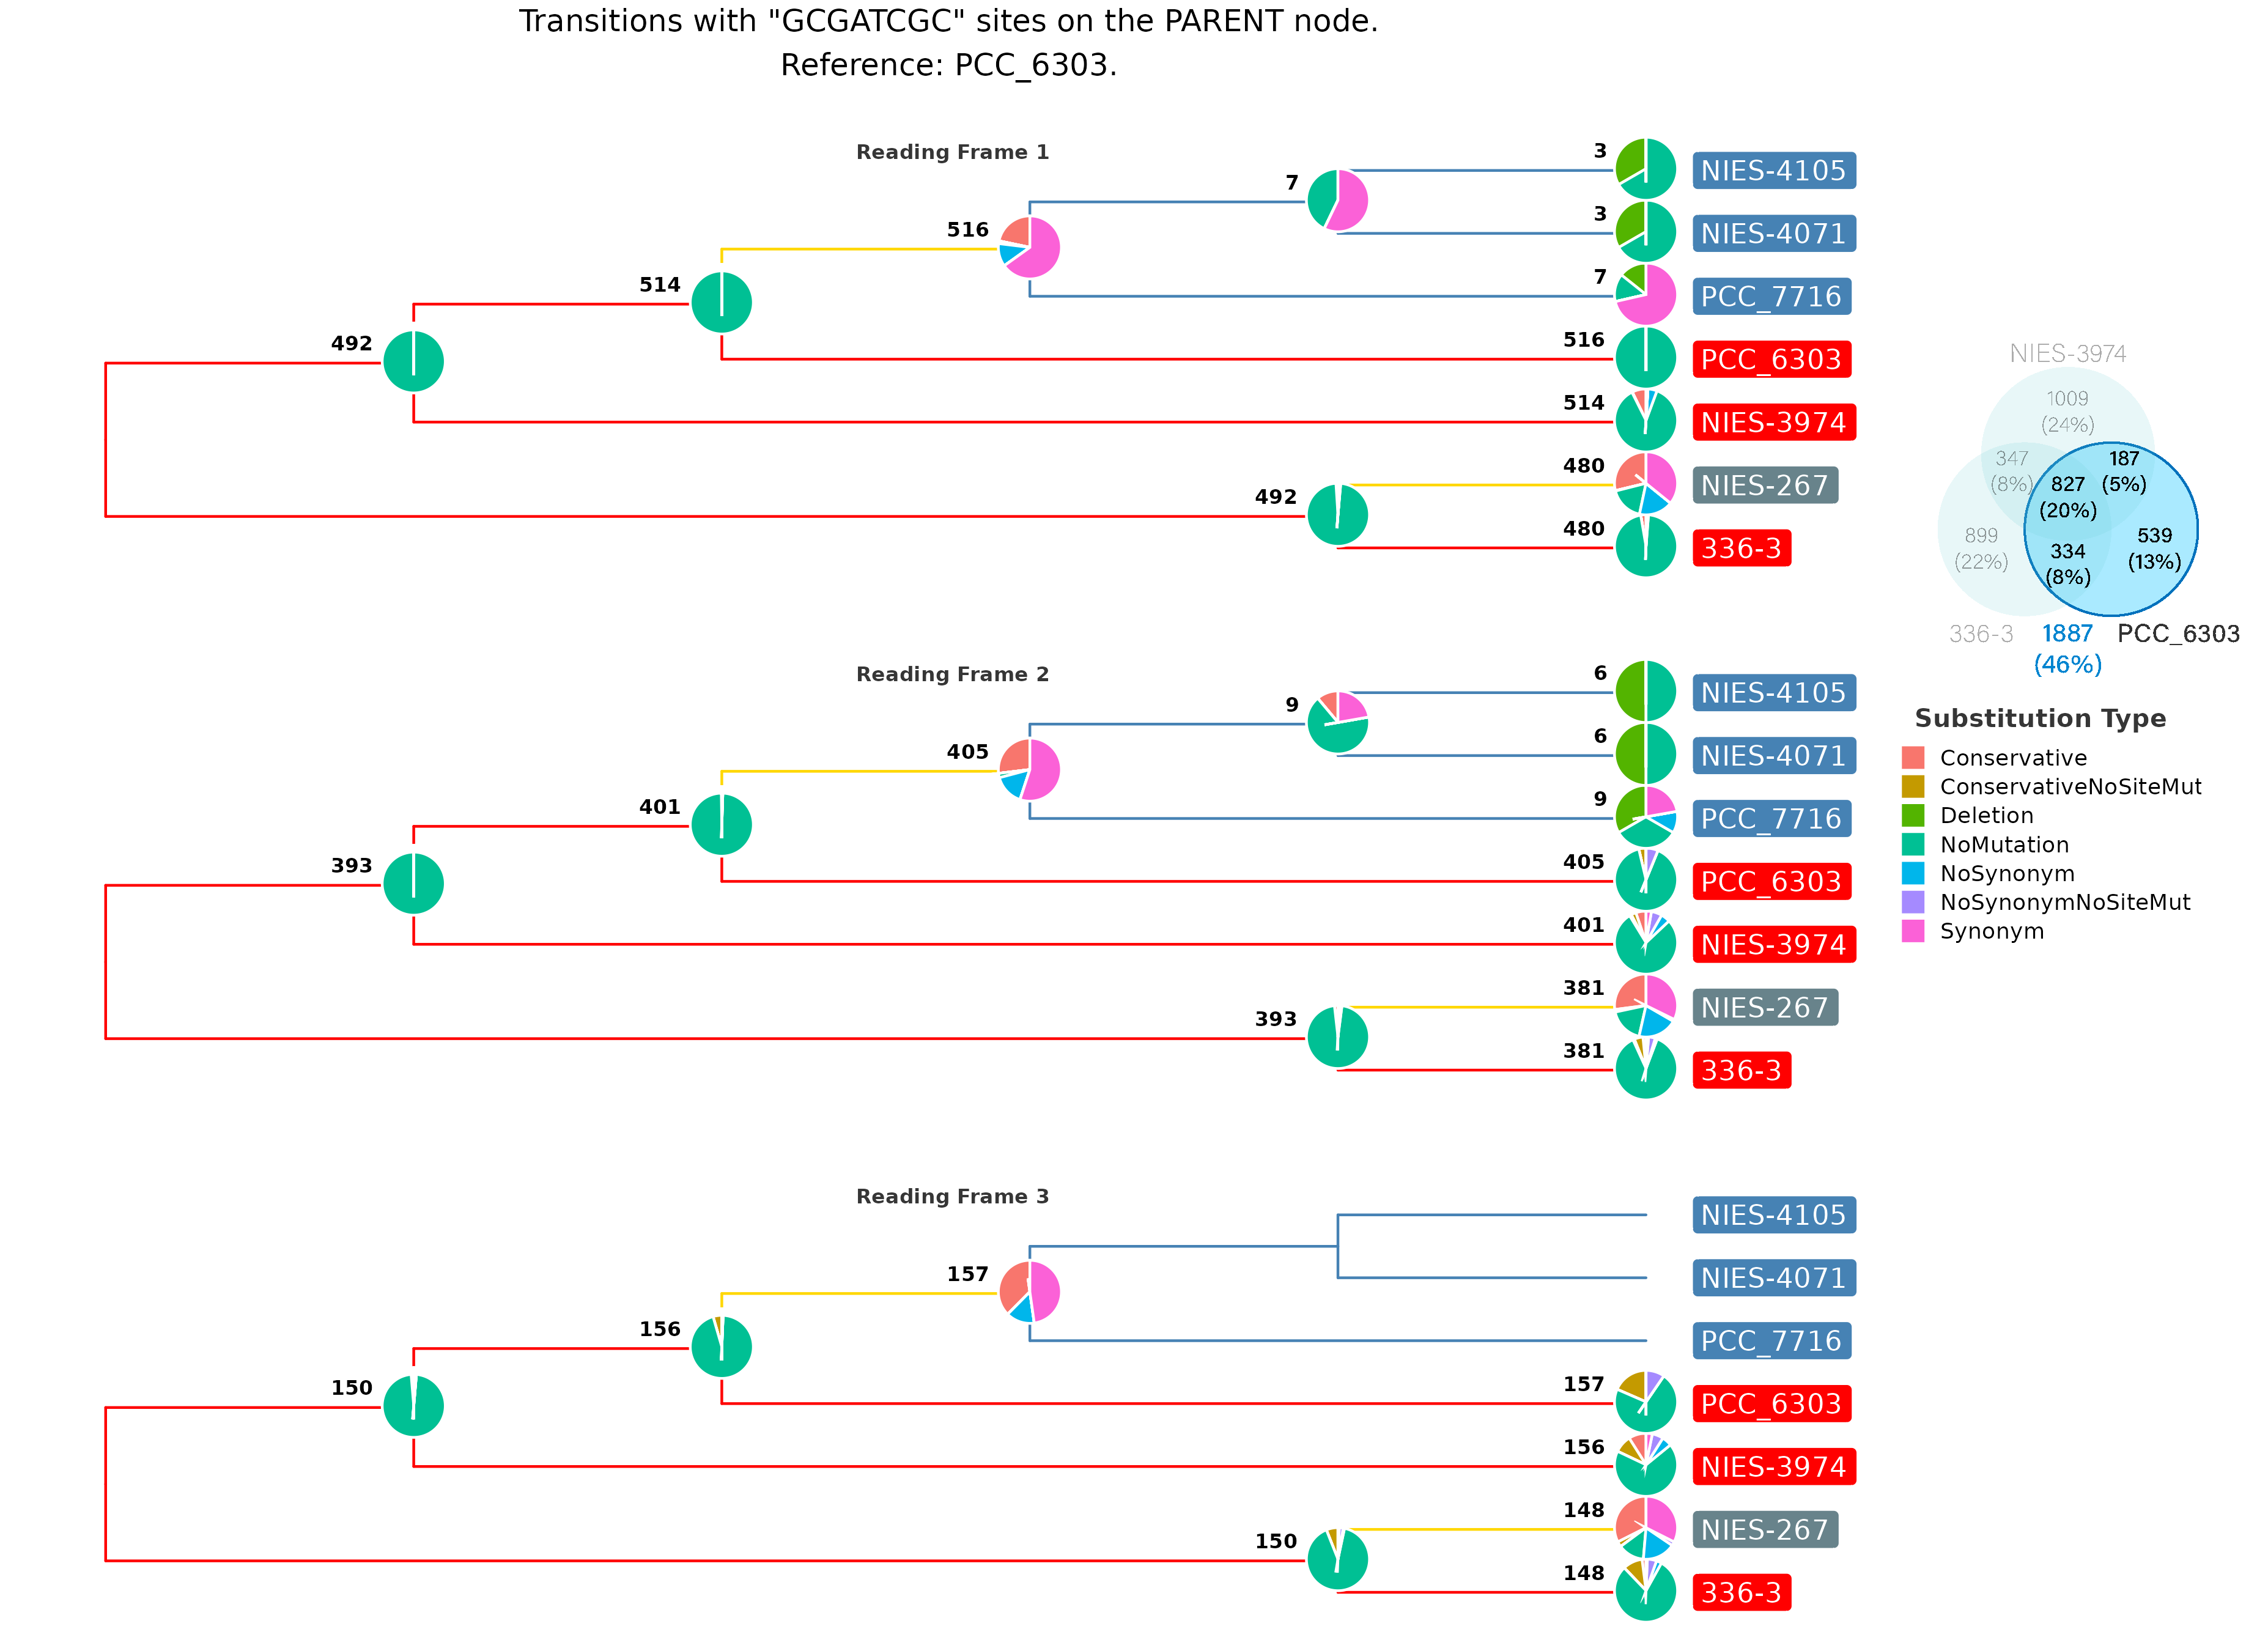 Transitions with "GCGATCGC" sites on the PARENT node.
Reference: PCC_6303.
Reading Frame 1
3
NIES-4105
7
3
NIES-4071
516
7
PCC_7716
514
516
PCC_6303
492
514
NIES-3974
480
NIES-267
492
480
336-3
Reading Frame 2
6
NIES-4105
9
6
NIES-4071
405
9
PCC_7716
401
405
PCC_6303
393
401
NIES-3974
381
NIES-267
393
381
336-3
Reading Frame 3
NIES-4105
NIES-4071
157
PCC_7716
156
157
PCC_6303
150
156
NIES-3974
148
NIES-267
150
148
336-3
NIES-3974
1009
(24%)
347
(8%)
187
(5%)
827
(20%)
899
(22%)
334
(8%)
539
(13%)
336-3
1887
(46%)
PCC_6303
Substitution Type
Conservative
ConservativeNoSiteMut
Deletion
NoMutation
NoSynonym
NoSynonymNoSiteMut
Synonym